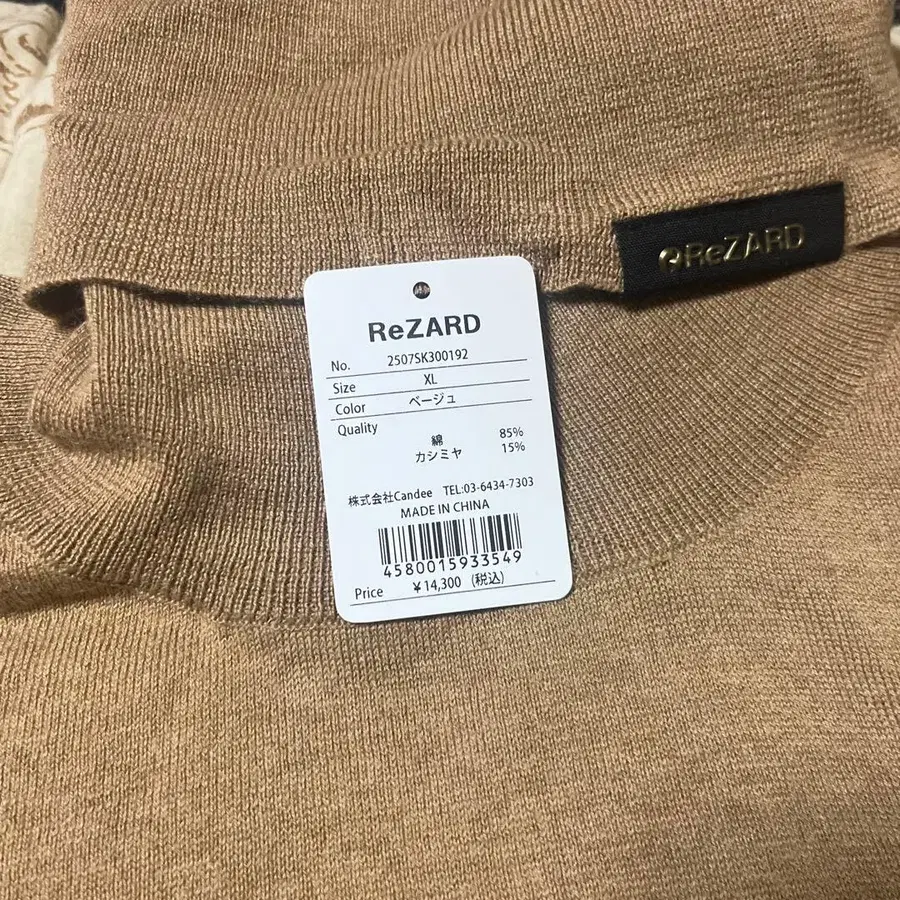 ReZARD
ReZARD
No. 2507SK300192
Size XL
Color ベージュ
Quality
綿 85%
カシミヤ 15%
株式会社Candee TEL:03-6434-7303
MADE IN CHINA
4580015933549
Price ¥14,300 (税込)